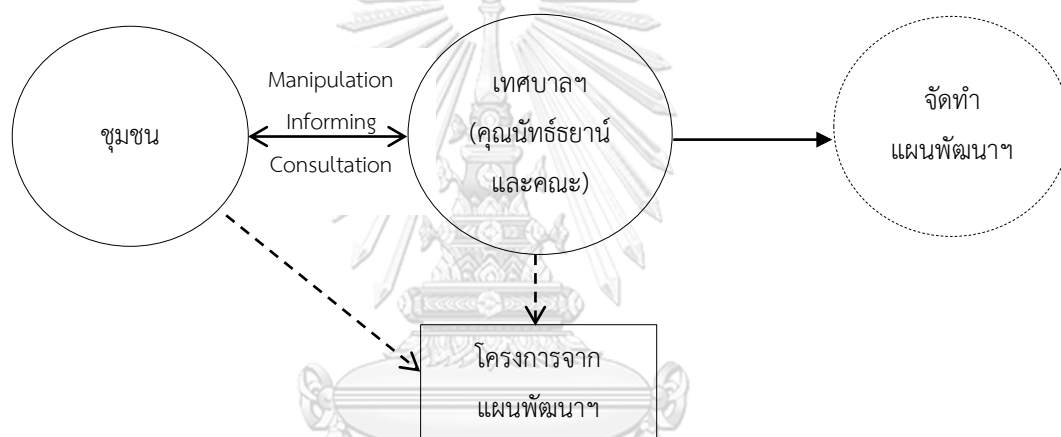 ชุมชน
Manipulation
Informing
Consultation
เทศบาลฯ
(คุณนัทธ์ธยาน์
และคณะ)
จัดทำ
แผนพัฒนาฯ
โครงการจาก
แผนพัฒนาฯ